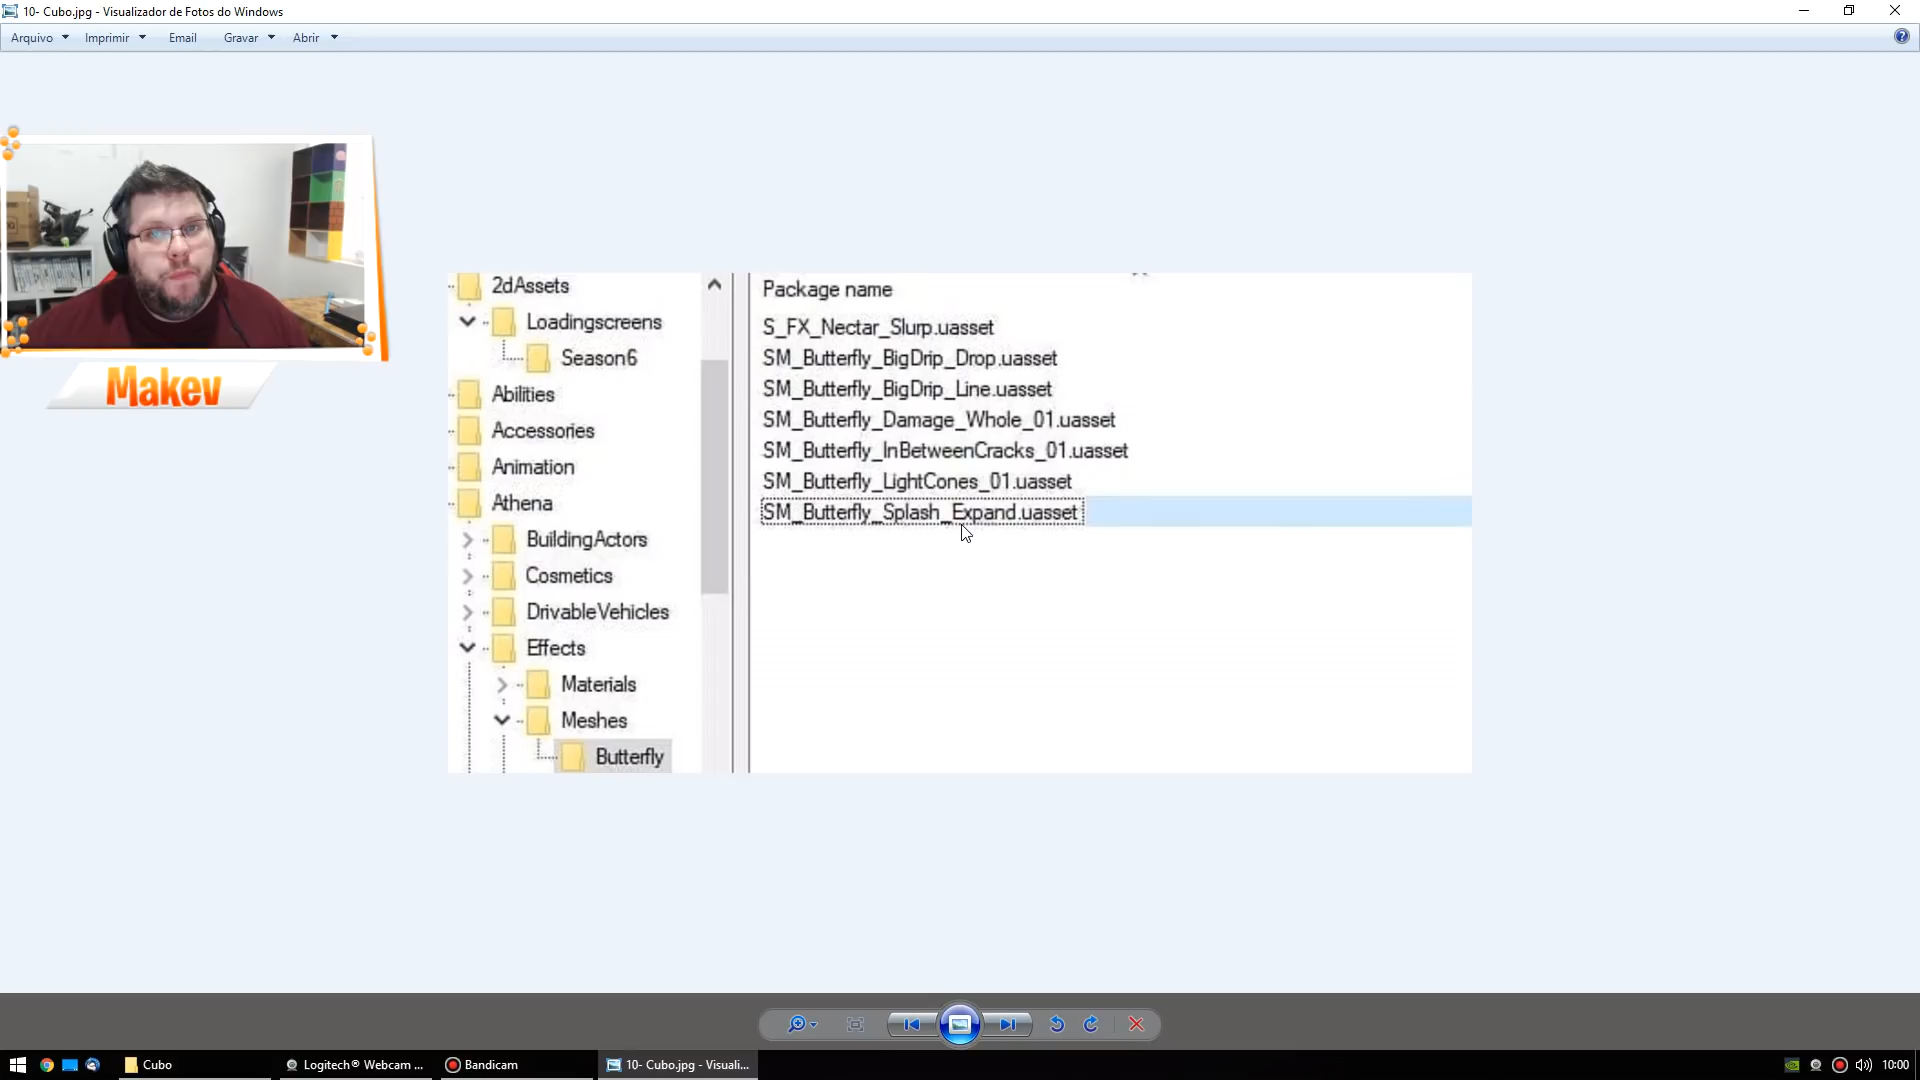 10- Cubo.jpg - Visualizador de Fotos do Windows
Arquivo Imprimir Email Gravar Abrir
Makev
2dAssets
Loadingscreens
Season6
Abilities
Accessories
Animation
Athena
BuildingActors
Cosmetics
DrivableVehicles
Effects
Materials
Meshes
Butterfly
Package name
S_FX_Nectar_Slurp.uasset
SM_Butterfly_BigDrip_Drop.uasset
SM_Butterfly_BigDrip_Line.uasset
SM_Butterfly_Damage_Whole_01.uasset
SM_Butterfly_InBetweenCracks_01.uasset
SM_Butterfly_LightCones_01.uasset
SM_Butterfly_Splash_Expand.uasset
Cubo Logitech® Webcam ... Bandicam 10- Cubo.jpg - Visuali... 10:00